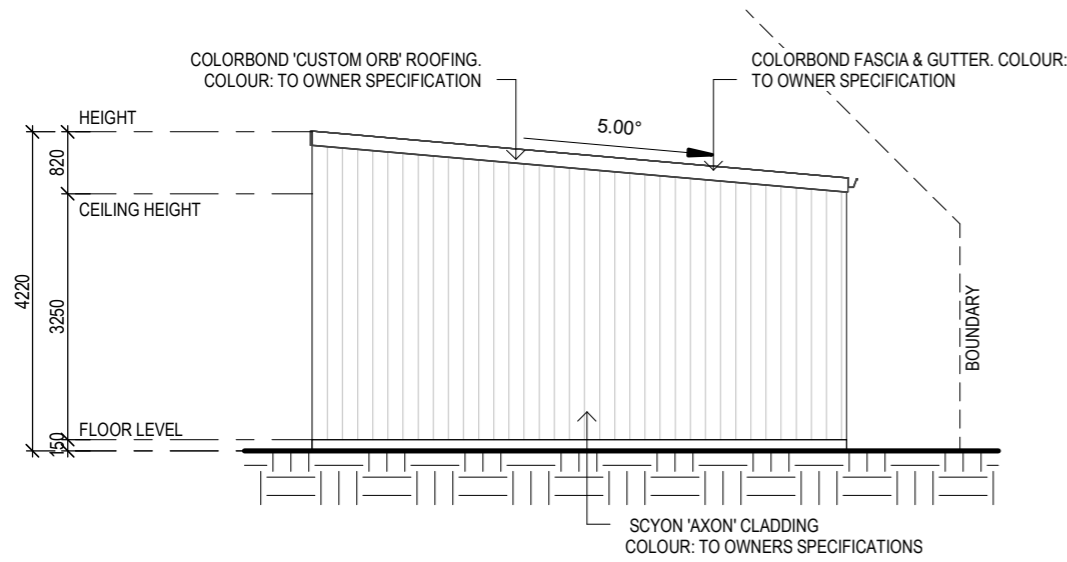 COLORBOND 'CUSTOM ORB' ROOFING.
COLOUR: TO OWNER SPECIFICATION
COLORBOND FASCIA & GUTTER. COLOUR:
TO OWNER SPECIFICATION
HEIGHT
5.00°
820
CEILING HEIGHT
4220
3250
BOUNDARY
FLOOR LEVEL
150
SCYON 'AXON' CLADDING
COLOUR: TO OWNERS SPECIFICATIONS